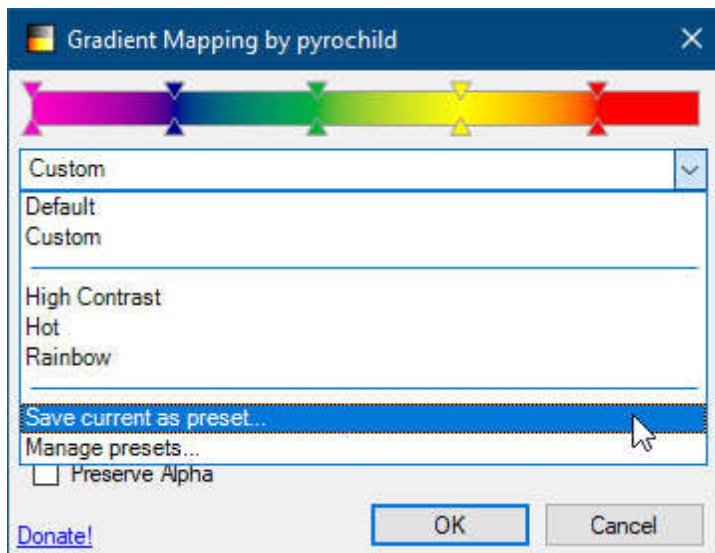 Gradient Mapping by pyrochild
Custom
Default
Custom
High Contrast
Hot
Rainbow
Save current as preset...
Manage presets...
Preserve Alpha
Donate!
OK
Cancel